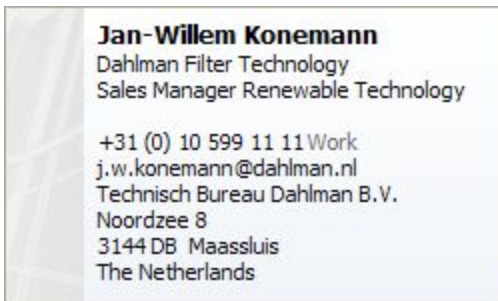 Jan-Willem Konemann
Dahlman Filter Technology
Sales Manager Renewable Technology
+31 (0) 10 599 11 11 Work
j.w.konemann@dahlman.nl
Technisch Bureau Dahlman B.V.
Noordzee 8
3144 DB Maassluis
The Netherlands